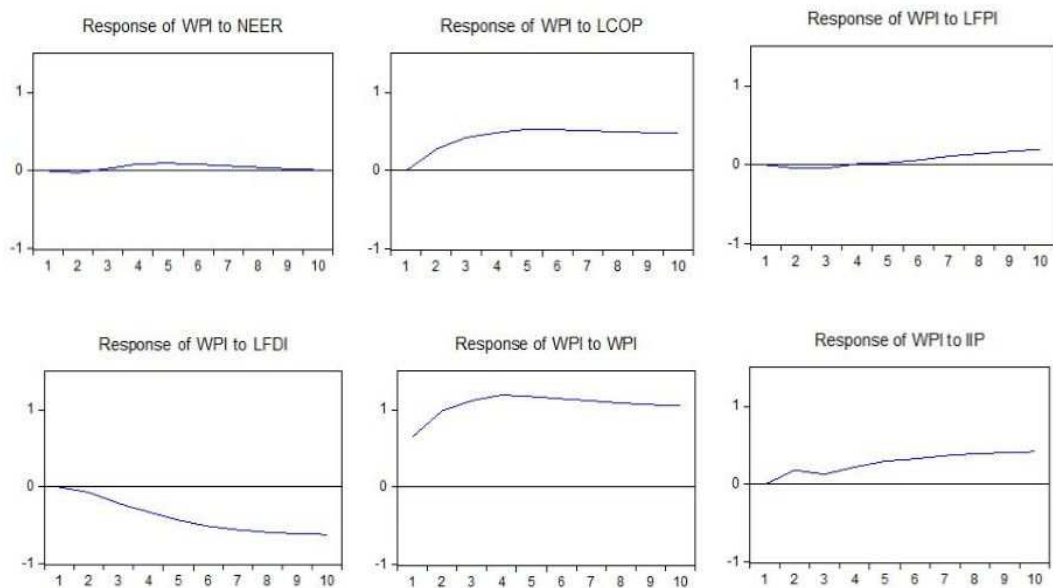 Response of WPI to NEER
1
0
-1
1 2 3 4 5 6 7 8 9 10
Response of WPI to LCOP
1
0
-1
1 2 3 4 5 6 7 8 9 10
Response of WPI to LFPI
1
0
-1
1 2 3 4 5 6 7 8 9 10
Response of WPI to LFDI
1
0
-1
1 2 3 4 5 6 7 8 9 10
Response of WPI to WPI
1
0
-1
1 2 3 4 5 6 7 8 9 10
Response of WPI to IIP
1
0
-1
1 2 3 4 5 6 7 8 9 10